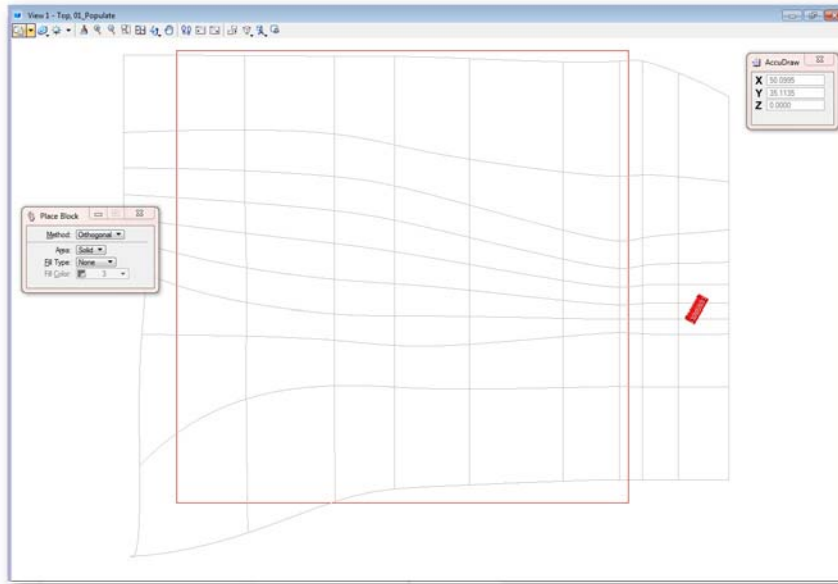 View 1 - Top, 01_Populate
AccuDraw
X 50.0995
Y 35.1135
Z 0.0000
Place Block
Method: Orthogonal
Area: Solid
Fill Type: None
Fill Color: 3